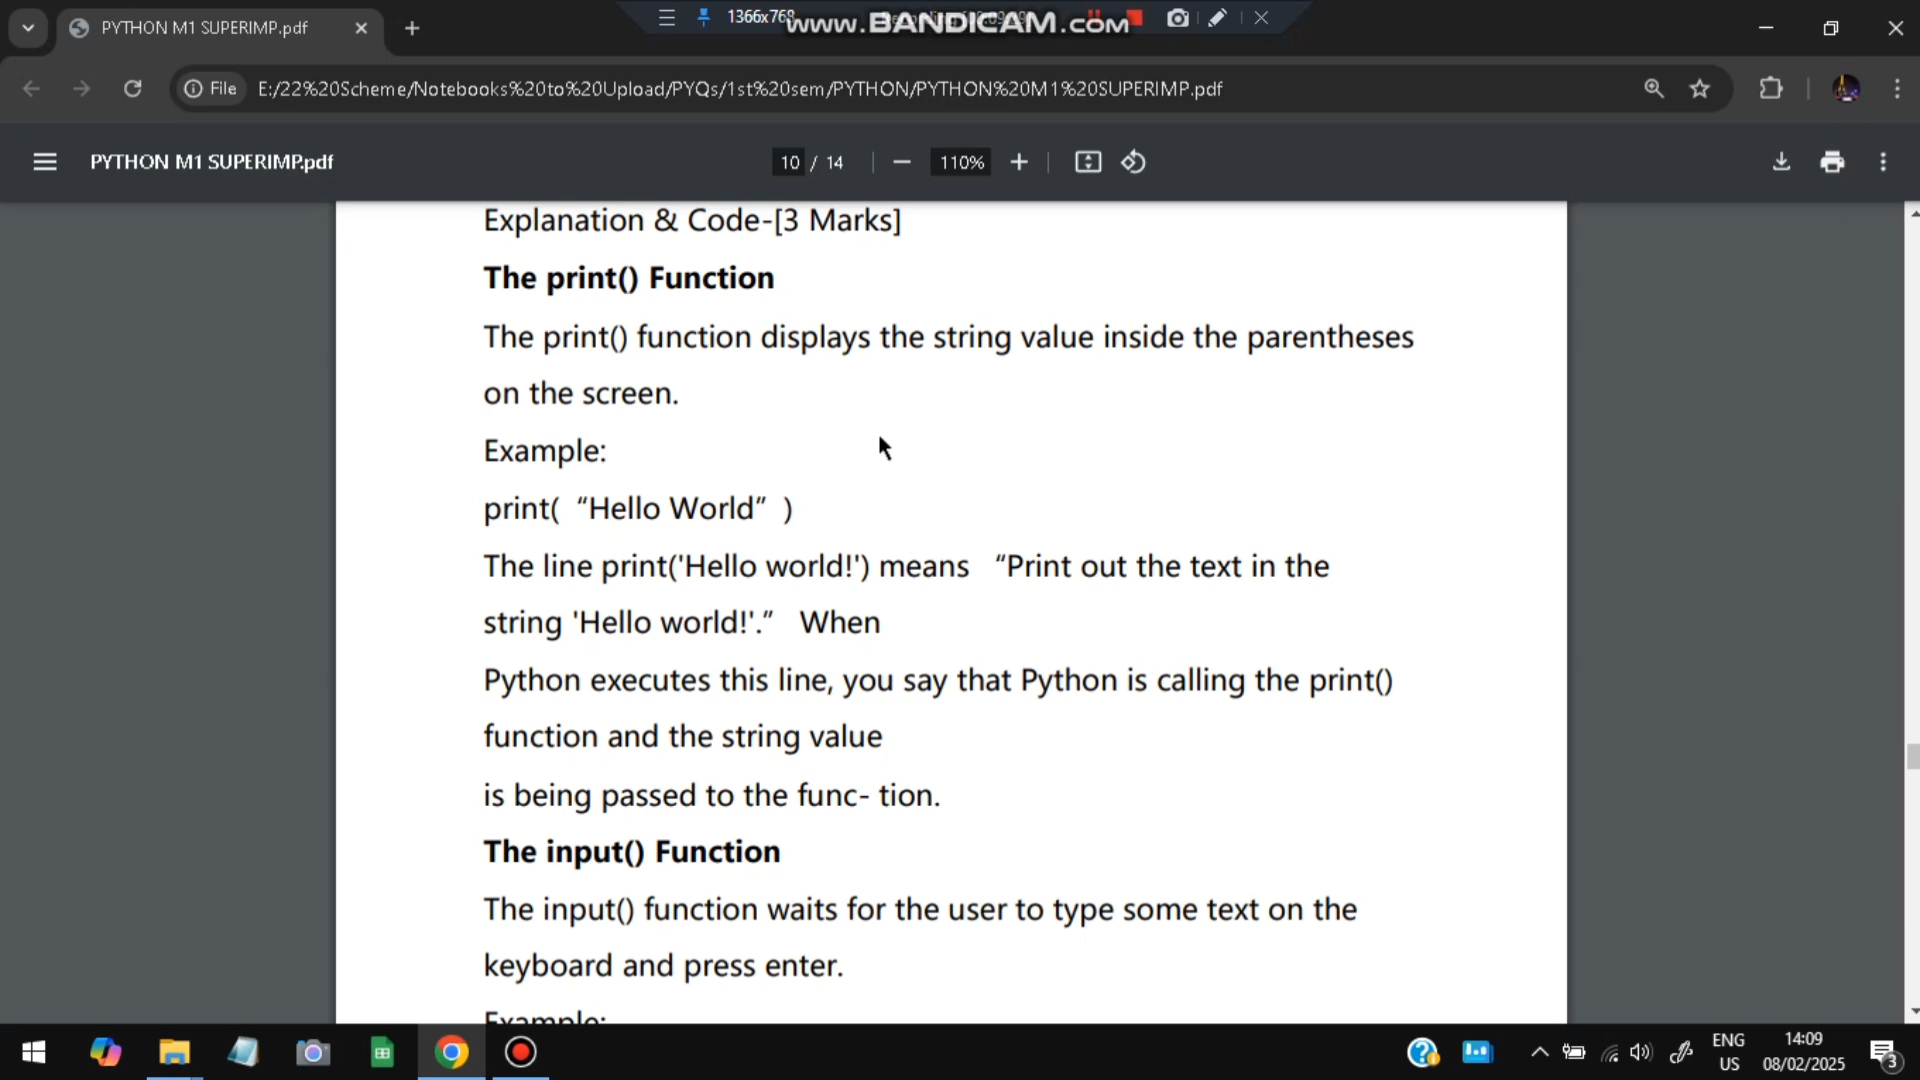 PYTHON M1 SUPERIMP.pdf
1366x768
www.BANDICAM.com
File
E:/22%20Scheme/Notebooks%20to%20Upload/PYQs/1st%20sem/PYTHON/PYTHON%20M1%20SUPERIMP.pdf
PYTHON M1 SUPERIMP.pdf
10 / 14
110%
Explanation & Code-[3 Marks]
The print() Function
The print() function displays the string value inside the parentheses
on the screen.
Example:
print( “Hello World” )
The line print('Hello world!') means “Print out the text in the
string 'Hello world!'.” When
Python executes this line, you say that Python is calling the print()
function and the string value
is being passed to the func- tion.
The input() Function
The input() function waits for the user to type some text on the
keyboard and press enter.
Example:
ENG
US
14:09
08/02/2025
3